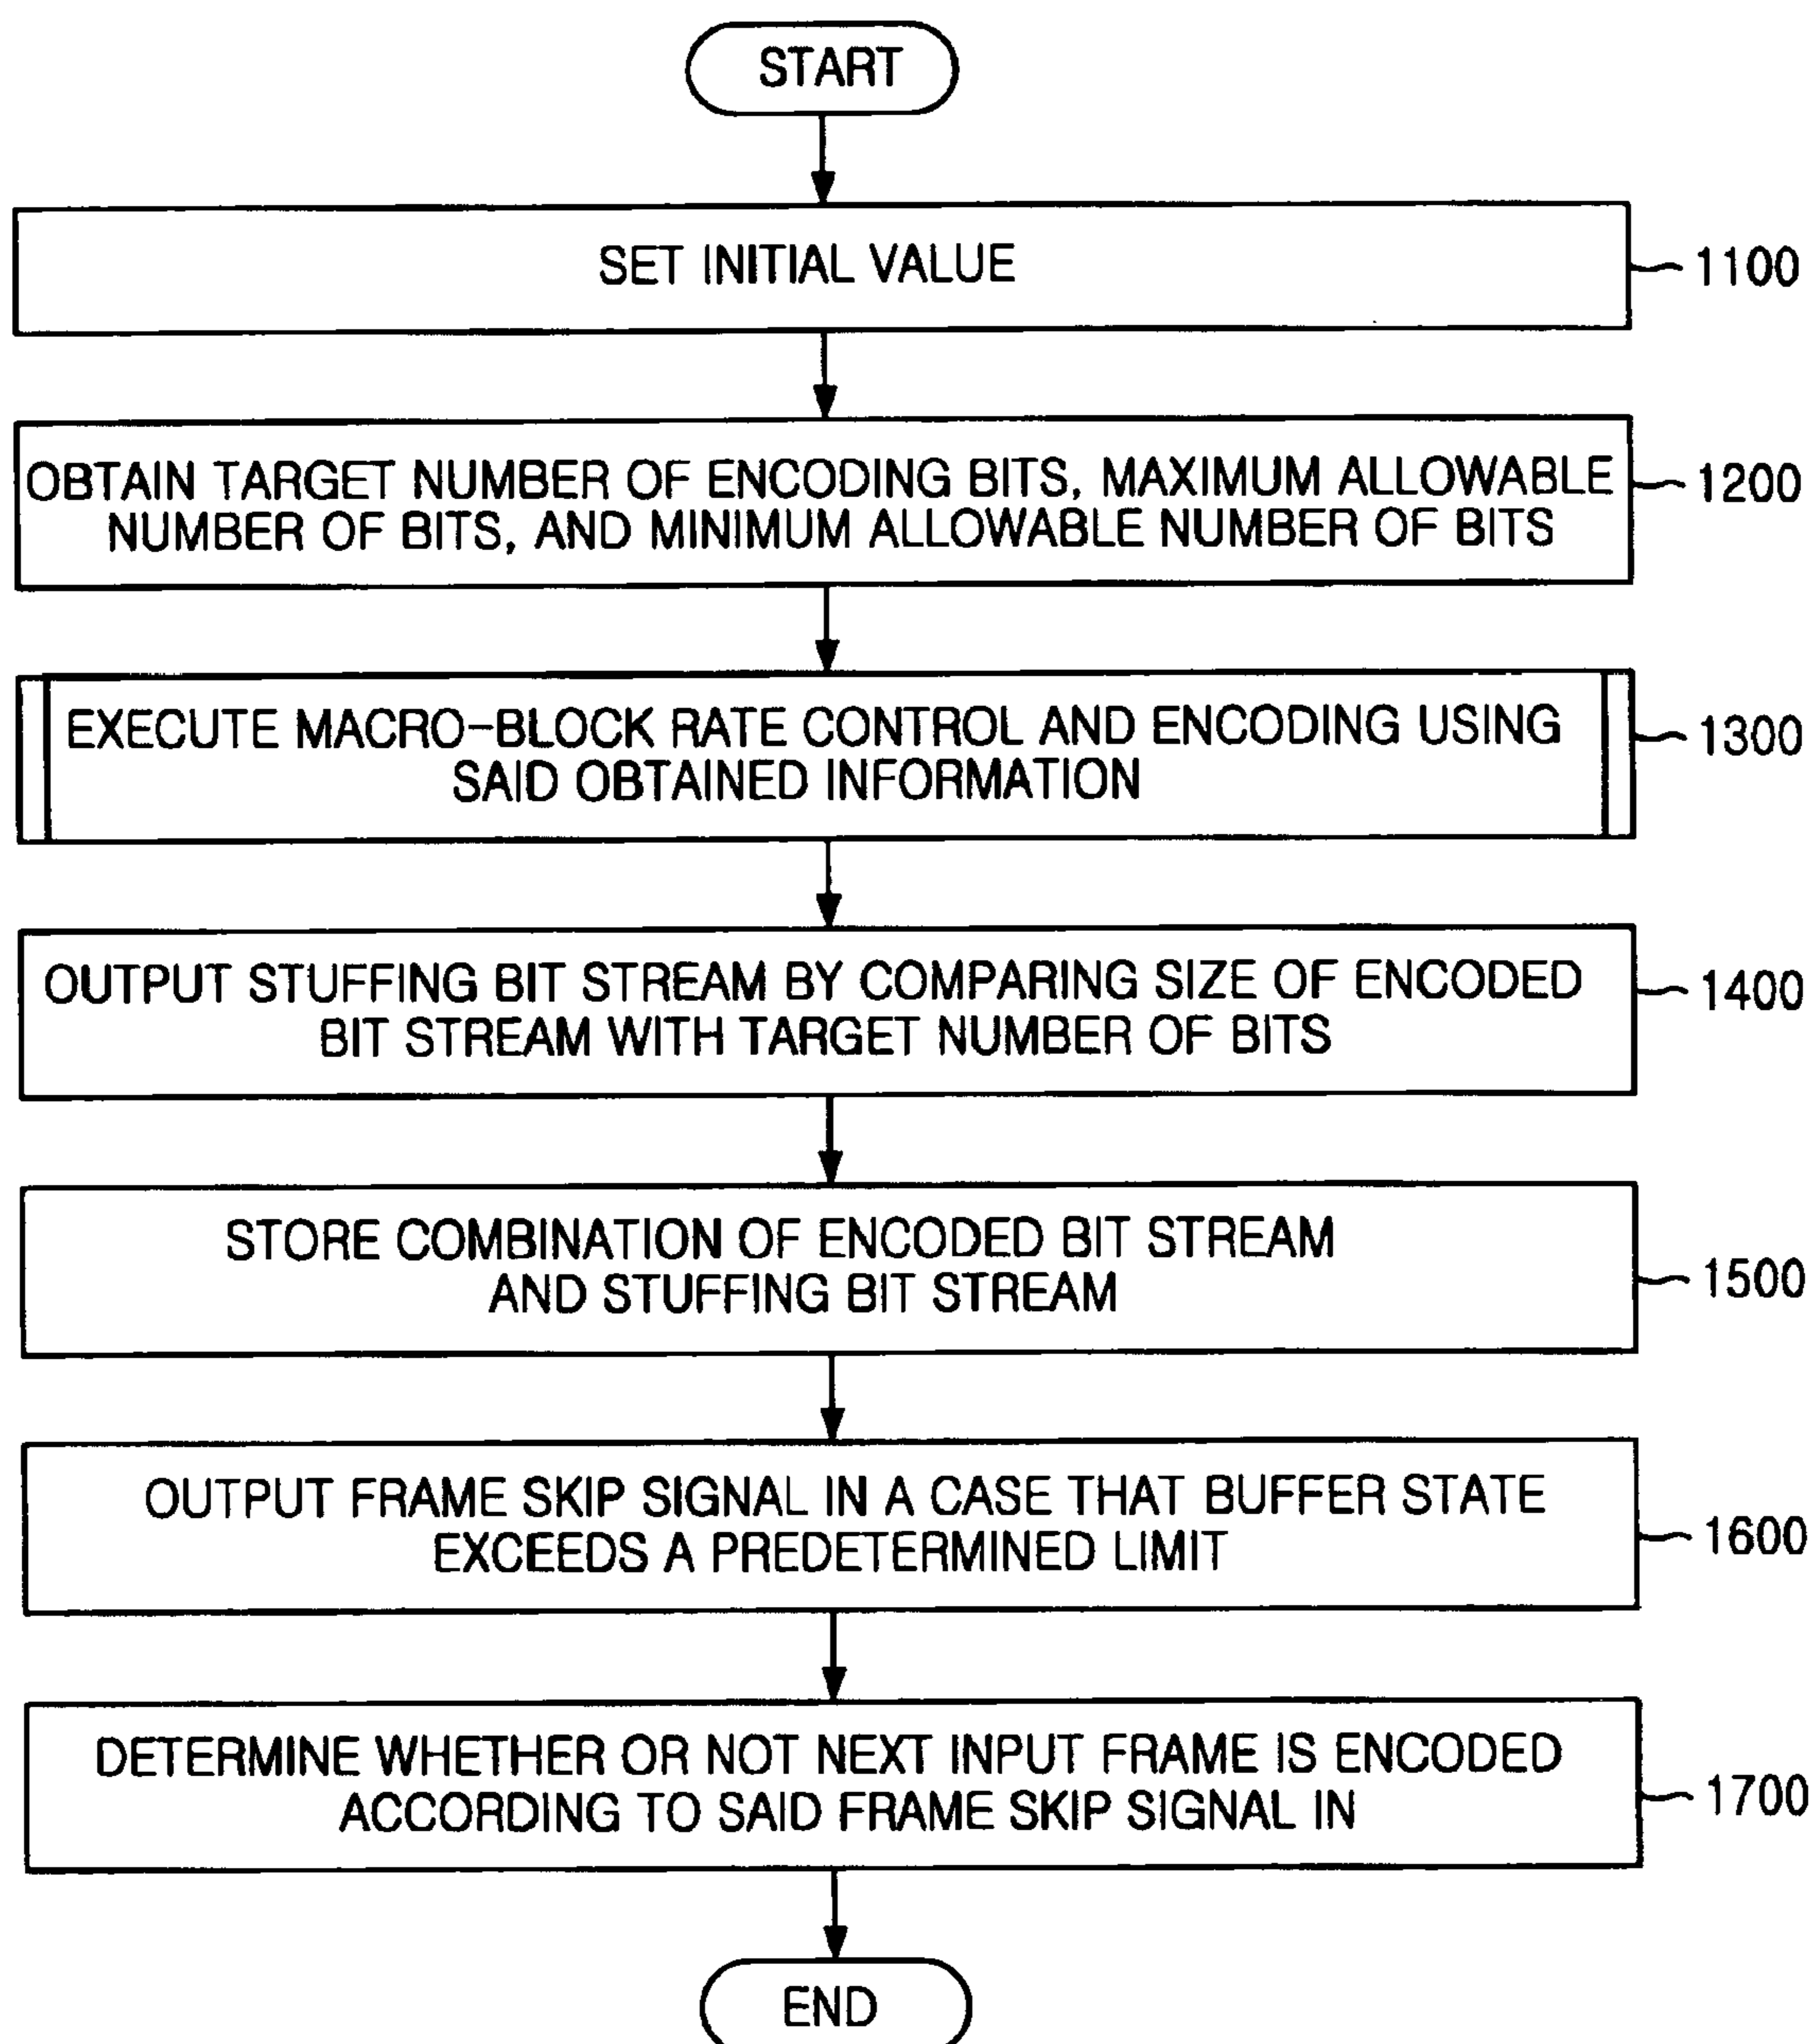 START
SET INITIAL VALUE
1100
OBTAIN TARGET NUMBER OF ENCODING BITS, MAXIMUM ALLOWABLE
NUMBER OF BITS, AND MINIMUM ALLOWABLE NUMBER OF BITS
1200
EXECUTE MACRO-BLOCK RATE CONTROL AND ENCODING USING
SAID OBTAINED INFORMATION
1300
OUTPUT STUFFING BIT STREAM BY COMPARING SIZE OF ENCODED
BIT STREAM WITH TARGET NUMBER OF BITS
1400
STORE COMBINATION OF ENCODED BIT STREAM
AND STUFFING BIT STREAM
1500
OUTPUT FRAME SKIP SIGNAL IN A CASE THAT BUFFER STATE
EXCEEDS A PREDETERMINED LIMIT
1600
DETERMINE WHETHER OR NOT NEXT INPUT FRAME IS ENCODED
ACCORDING TO SAID FRAME SKIP SIGNAL IN
1700
END